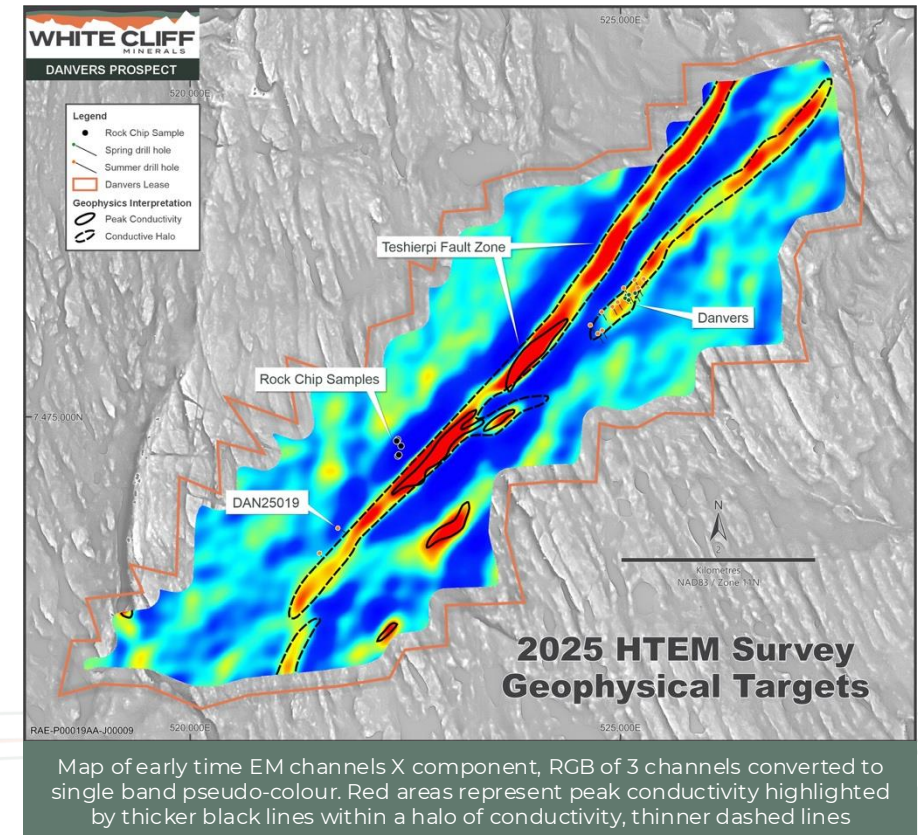 WHITE CLIFF
MINERALS
DANVERS PROSPECT
525,000E
520,000E
Legend
Rock Chip Sample
Spring drill hole
Summer drill hole
Danvers Lease
Geophysics Interpretation
Peak Conductivity
Conductive Halo
Teshierpi Fault Zone
Danvers
Rock Chip Samples
7,475,000N
DAN25019
N
2
Kilometres
NAD83 / Zone 11N
2025 HTEM Survey
Geophysical Targets
RAE-P00019AA-J00009
520,000E
525,000E
Map of early time EM channels X component, RGB of 3 channels converted to
single band pseudo-colour. Red areas represent peak conductivity highlighted
by thicker black lines within a halo of conductivity, thinner dashed lines